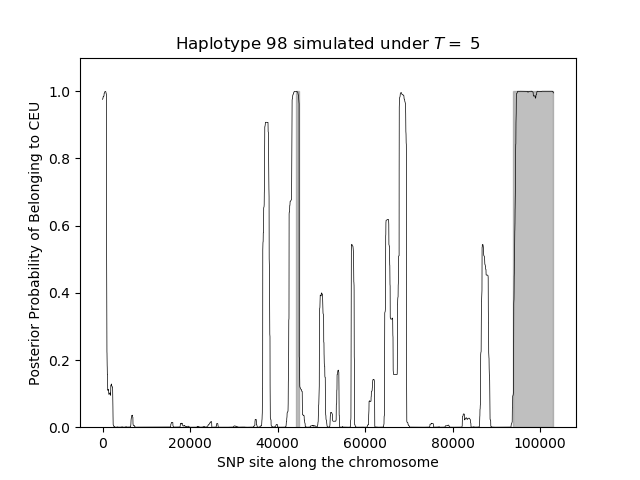 Haplotype 98 simulated under T = 5
Posterior Probability of Belonging to CEU
1.0
0.8
0.6
0.4
0.2
0.0
0 20000 40000 60000 80000 100000
SNP site along the chromosome